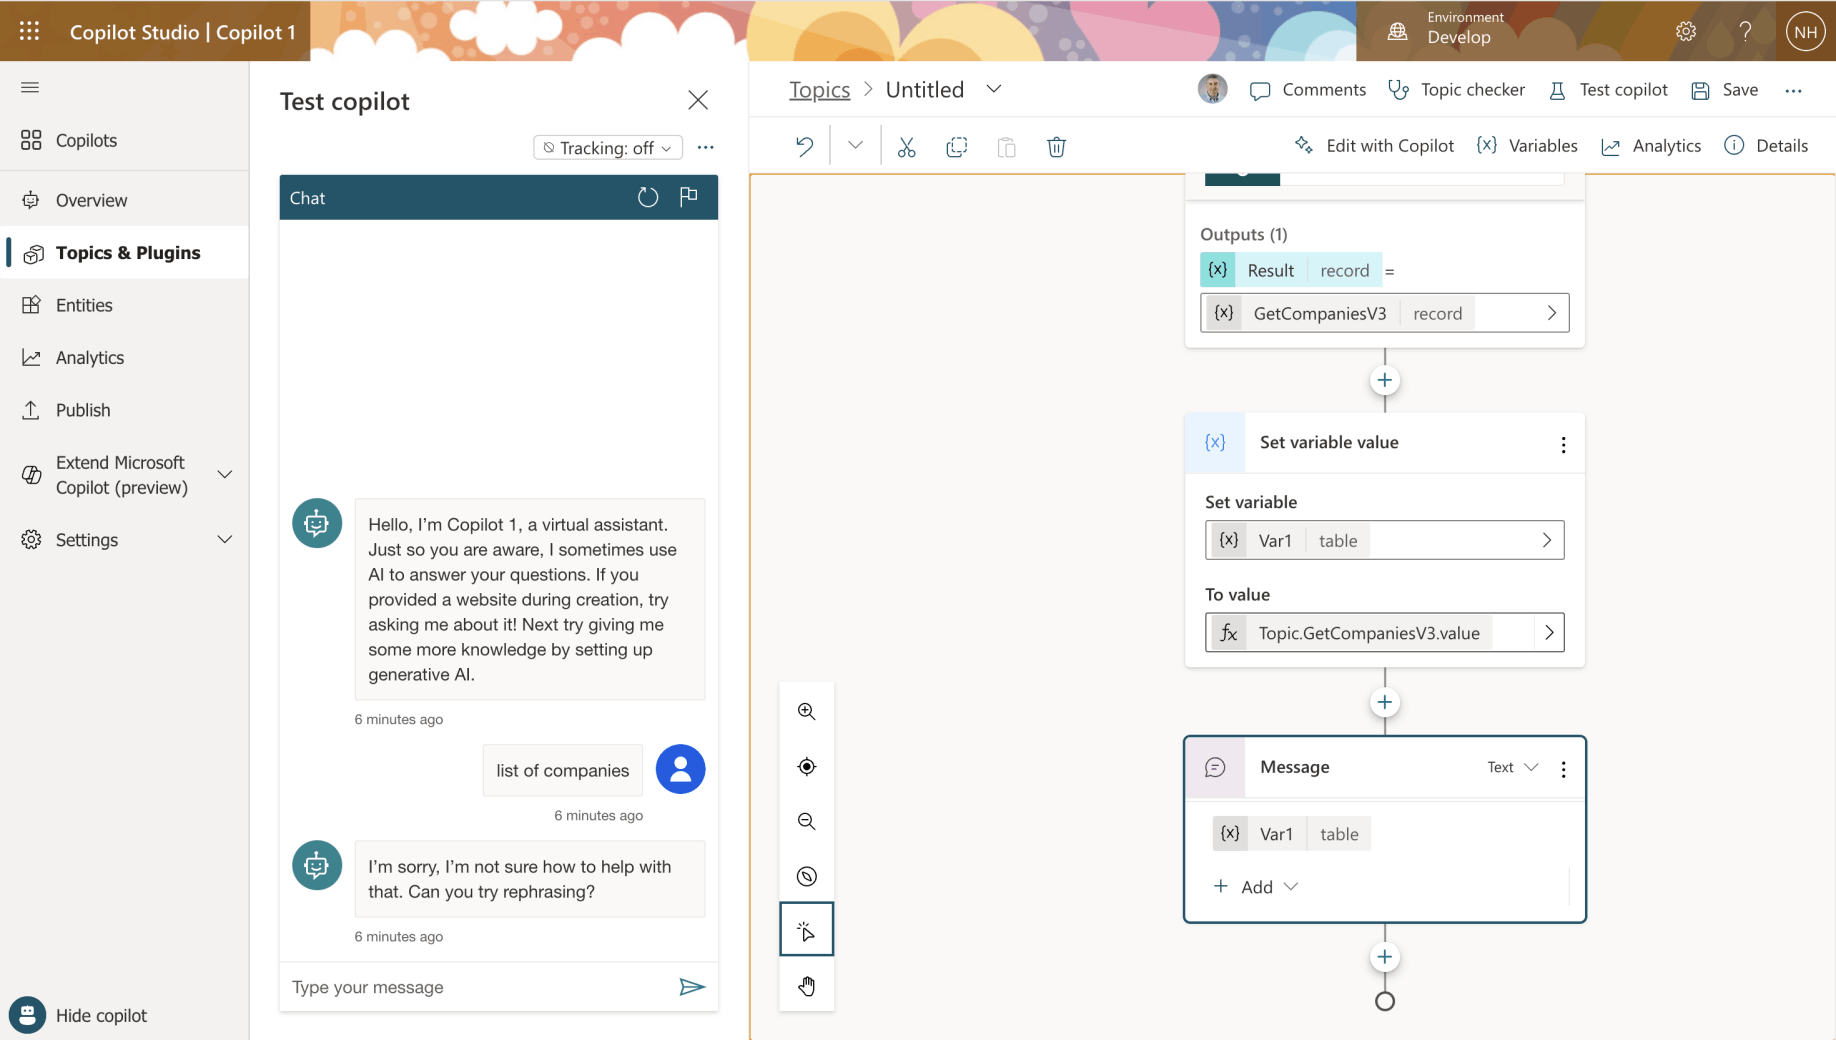 Copilot Studio | Copilot 1
Environment
Develop
NH
Copilots
Overview
Topics & Plugins
Entities
Analytics
Publish
Extend Microsoft
Copilot (preview)
Settings
Hide copilot
Test copilot
Tracking: off
Chat
Hello, I'm Copilot 1, a virtual assistant.
Just so you are aware, I sometimes use
AI to answer your questions. If you
provided a website during creation, try
asking me about it! Next try giving me
some more knowledge by setting up
generative AI.
6 minutes ago
list of companies
6 minutes ago
I'm sorry, I'm not sure how to help with
that. Can you try rephrasing?
6 minutes ago
Type your message
Topics > Untitled
Comments
Topic checker
Test copilot
Save
Edit with Copilot
{x} Variables
Analytics
Details
Outputs (1)
{x} Result record =
{x} GetCompaniesV3 record
{x} Set variable value
Set variable
{x} Var1 table
To value
fx Topic.GetCompaniesV3.value
Message Text
{x} Var1 table
+ Add